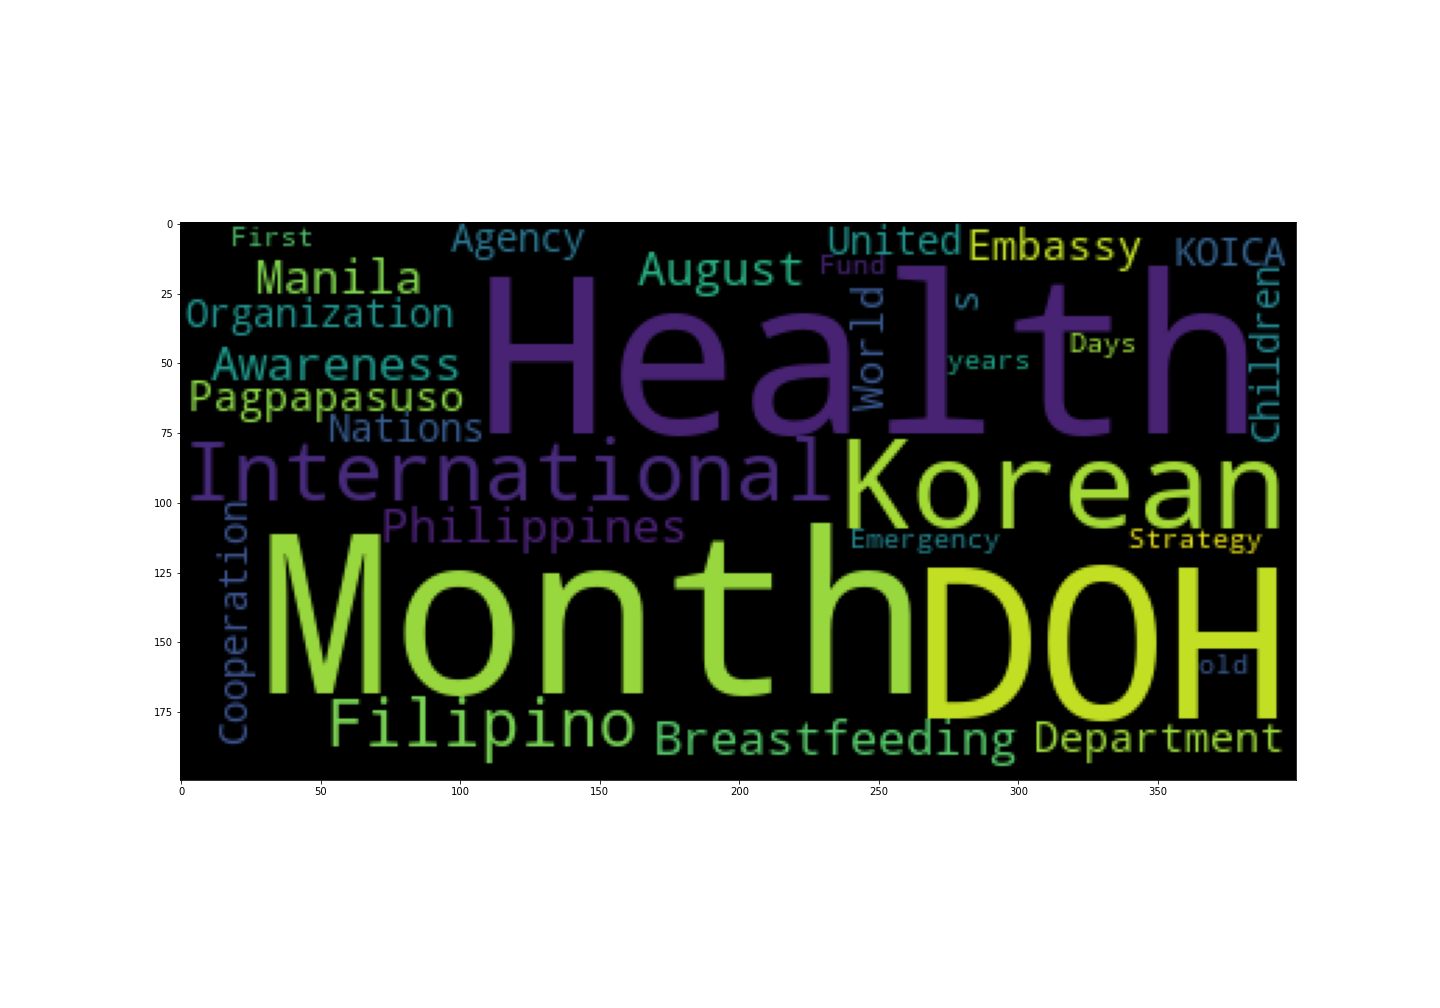 First
Agency
United
Embassy
KOICA
Manila
August
Fund
Organization
Health
World
s
Children
Awareness
years
Days
Pagpapasuso
Nations
International
Korean
Philippines
Emergency
Strategy
Cooperation
Month
DOH
old
Filipino
Breastfeeding
Department
0
25
50
75
100
125
150
175
0 50 100 150 200 250 300 350